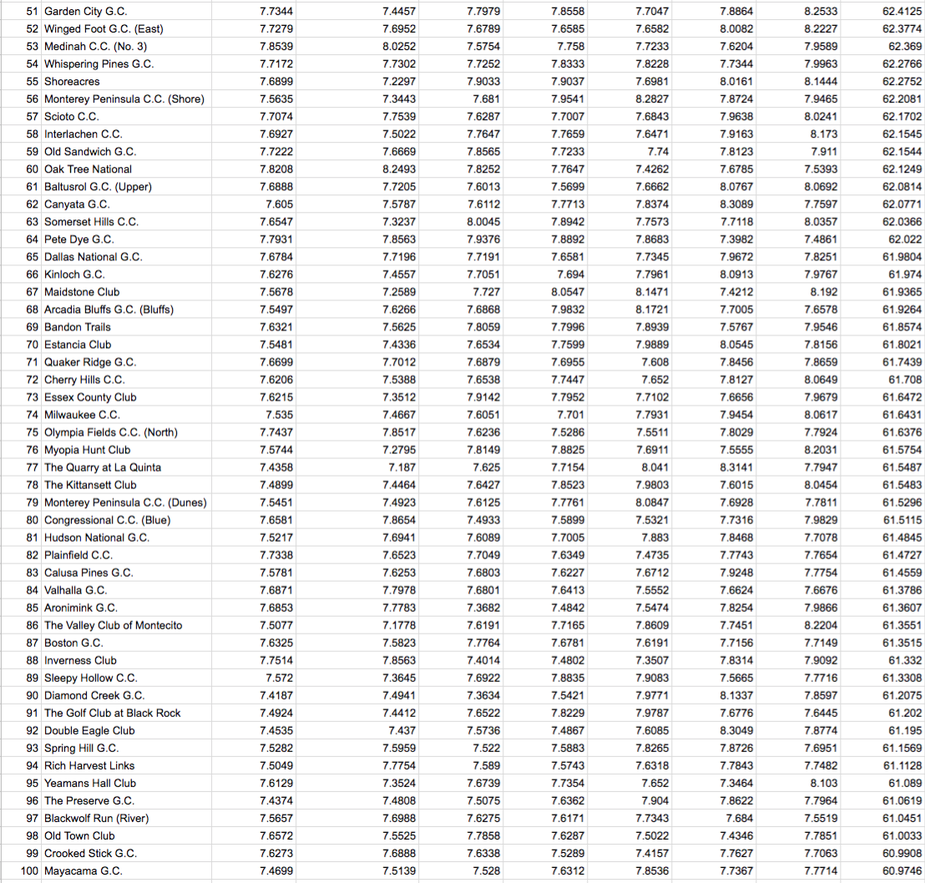 51 Garden City G.C. 7.7344 7.4457 7.7979 7.8558 7.7047 7.8864 8.2533 62.4125
52 Winged Foot G.C. (East) 7.7279 7.6952 7.6789 7.6585 7.6582 8.0082 8.2227 62.3774
53 Medinah C.C. (No. 3) 7.8539 8.0252 7.5754 7.758 7.7233 7.6204 7.9589 62.369
54 Whispering Pines G.C. 7.7172 7.7302 7.7252 7.8333 7.8228 7.7344 7.9963 62.2766
55 Shoreacres 7.6899 7.2297 7.9033 7.9037 7.6981 8.0161 8.1444 62.2752
56 Monterey Peninsula C.C. (Shore) 7.5635 7.3443 7.681 7.9541 8.2827 7.8724 7.9465 62.2081
57 Scioto C.C. 7.7074 7.7539 7.6287 7.7007 7.6843 7.9638 8.0241 62.1702
58 Interlachen C.C. 7.6927 7.5022 7.7647 7.7659 7.6471 7.9163 8.173 62.1545
59 Old Sandwich G.C. 7.7222 7.6669 7.8565 7.7233 7.74 7.8123 7.911 62.1544
60 Oak Tree National 7.8208 8.2493 7.8252 7.7647 7.4262 7.6785 7.5393 62.1249
61 Baltusrol G.C. (Upper) 7.6888 7.7205 7.6013 7.5699 7.6662 8.0767 8.0692 62.0814
62 Canyata G.C. 7.605 7.5787 7.6112 7.7713 7.8374 8.3089 7.7597 62.0771
63 Somerset Hills C.C. 7.6547 7.3237 8.0045 7.8942 7.7573 7.7118 8.0357 62.0366
64 Pete Dye G.C. 7.7931 7.8563 7.9376 7.8892 7.8683 7.3982 7.4861 62.022
65 Dallas National G.C. 7.6784 7.7196 7.7191 7.6581 7.7345 7.9672 7.8251 61.9804
66 Kinloch G.C. 7.6276 7.4557 7.7051 7.694 7.7961 8.0913 7.9767 61.974
67 Maidstone Club 7.5678 7.2589 7.727 8.0547 8.1471 7.4212 8.192 61.9365
68 Arcadia Bluffs G.C. (Bluffs) 7.5497 7.6266 7.6868 7.9832 8.1721 7.7005 7.6578 61.9264
69 Bandon Trails 7.6321 7.5625 7.8059 7.7996 7.8939 7.5767 7.9546 61.8574
70 Estancia Club 7.5481 7.4336 7.6534 7.7599 7.9889 8.0545 7.8156 61.8021
71 Quaker Ridge G.C. 7.6699 7.7012 7.6879 7.6955 7.608 7.8456 7.8659 61.7439
72 Cherry Hills C.C. 7.6206 7.5388 7.6538 7.7447 7.652 7.8127 8.0649 61.708
73 Essex County Club 7.6215 7.3512 7.9142 7.7952 7.7102 7.6656 7.9679 61.6472
74 Milwaukee C.C. 7.535 7.4667 7.6051 7.701 7.7931 7.9454 8.0617 61.6431
75 Olympia Fields C.C. (North) 7.7437 7.8517 7.6236 7.5286 7.5511 7.8029 7.7924 61.6376
76 Myopia Hunt Club 7.5744 7.2795 7.8149 7.8825 7.6911 7.5555 8.2031 61.5754
77 The Quarry at La Quinta 7.4358 7.187 7.625 7.7154 8.041 8.3141 7.7947 61.5487
78 The Kittansett Club 7.4899 7.4464 7.6427 7.8523 7.9803 7.6015 8.0454 61.5483
79 Monterey Peninsula C.C. (Dunes) 7.5451 7.4923 7.6125 7.7761 8.0847 7.6928 7.7811 61.5296
80 Congressional C.C. (Blue) 7.6581 7.8654 7.4933 7.5899 7.5321 7.7316 7.9829 61.5115
81 Hudson National G.C. 7.5217 7.6941 7.6089 7.7005 7.883 7.8468 7.7078 61.4845
82 Plainfield C.C. 7.7338 7.6523 7.7049 7.6349 7.4735 7.7743 7.7654 61.4727
83 Calusa Pines G.C. 7.5781 7.6253 7.6803 7.6227 7.6712 7.9248 7.7754 61.4559
84 Valhalla G.C. 7.6871 7.7978 7.6801 7.6413 7.5552 7.6624 7.6676 61.3786
85 Aronimink G.C. 7.6853 7.7783 7.3682 7.4842 7.5474 7.8254 7.9866 61.3607
86 The Valley Club of Montecito 7.5077 7.1778 7.6191 7.7165 7.8609 7.7451 8.2204 61.3551
87 Boston G.C. 7.6325 7.5823 7.7764 7.6781 7.6191 7.7156 7.7149 61.3515
88 Inverness Club 7.7514 7.8563 7.4014 7.4802 7.3507 7.8314 7.9092 61.332
89 Sleepy Hollow C.C. 7.572 7.3645 7.6922 7.8835 7.9083 7.5665 7.7716 61.3308
90 Diamond Creek G.C. 7.4187 7.4941 7.3634 7.5421 7.9771 8.1337 7.8597 61.2075
91 The Golf Club at Black Rock 7.4924 7.4412 7.6522 7.8229 7.9787 7.6776 7.6445 61.202
92 Double Eagle Club 7.4535 7.437 7.5736 7.4867 7.6085 8.3049 7.8774 61.195
93 Spring Hill G.C. 7.5282 7.5959 7.522 7.5883 7.8265 7.8726 7.6951 61.1569
94 Rich Harvest Links 7.5049 7.7754 7.589 7.5743 7.6318 7.7843 7.7482 61.1128
95 Yeamans Hall Club 7.6129 7.3524 7.6739 7.7354 7.652 7.3464 8.103 61.089
96 The Preserve G.C. 7.4374 7.4808 7.5075 7.6362 7.904 7.8622 7.7964 61.0619
97 Blackwolf Run (River) 7.5657 7.6988 7.6275 7.6171 7.7343 7.684 7.5519 61.0451
98 Old Town Club 7.6572 7.5525 7.7858 7.6287 7.5022 7.4346 7.7851 61.0033
99 Crooked Stick G.C. 7.6273 7.6888 7.6338 7.5289 7.4157 7.7627 7.7063 60.9908
100 Mayacama G.C. 7.4699 7.5139 7.528 7.6312 7.8536 7.7367 7.7714 60.9746